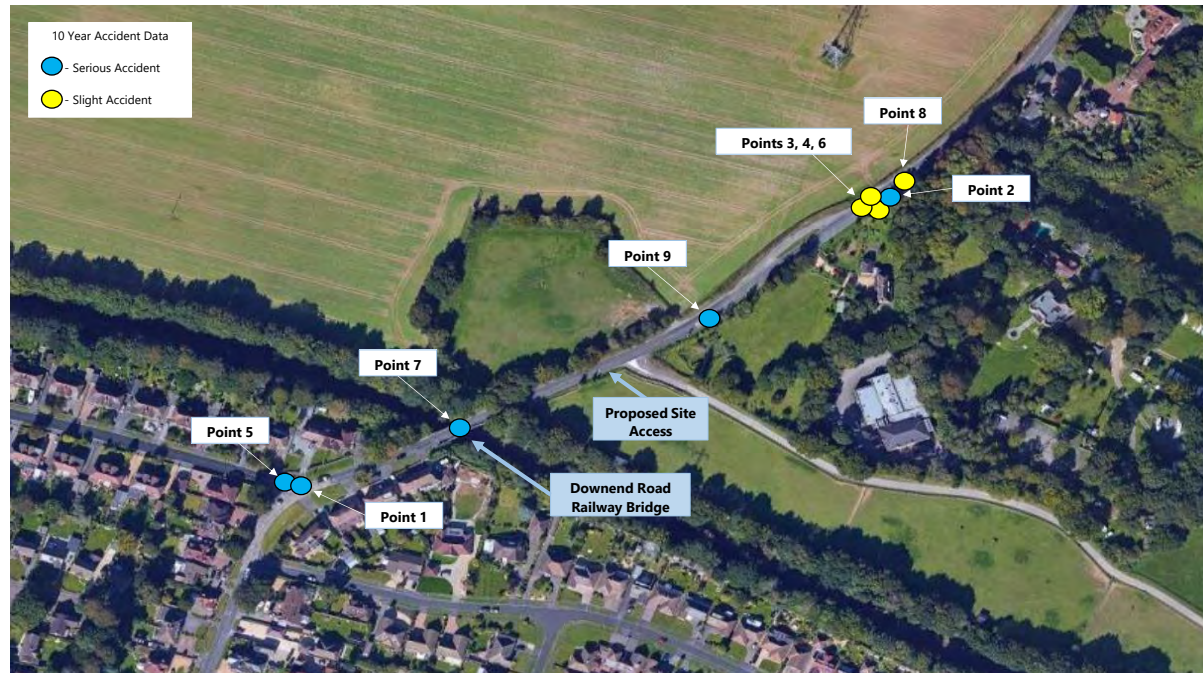 10 Year Accident Data
- Serious Accident
- Slight Accident
Point 8
Points 3, 4, 6
Point 2
Point 9
Point 7
Proposed Site
Access
Point 5
Downend Road
Railway Bridge
Point 1